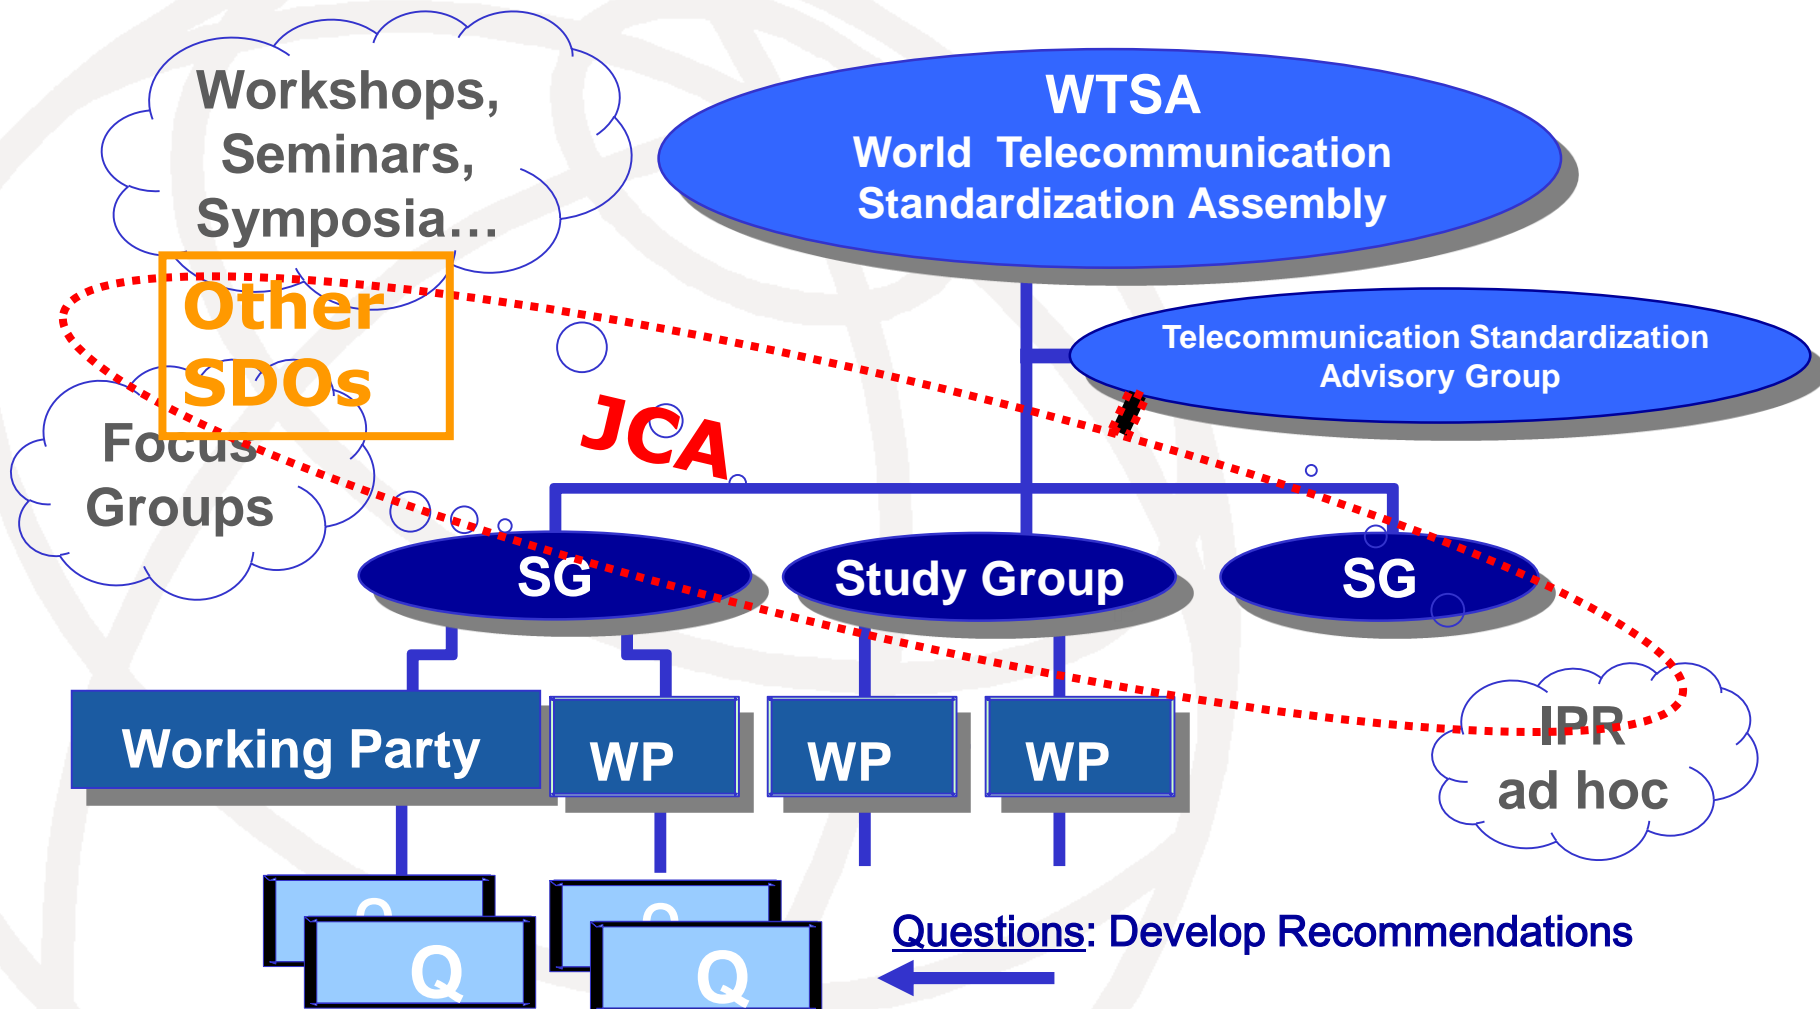 Workshops,
Seminars,
Symposia...
WTSA
World Telecommunication
Standardization Assembly
Other
SDOs
Telecommunication Standardization
Advisory Group
JCA
Focus
Groups
SG
Study Group
SG
Working Party
WP
WP
WP
IPR
ad hoc
Q
Q
Q
Q
Questions: Develop Recommendations